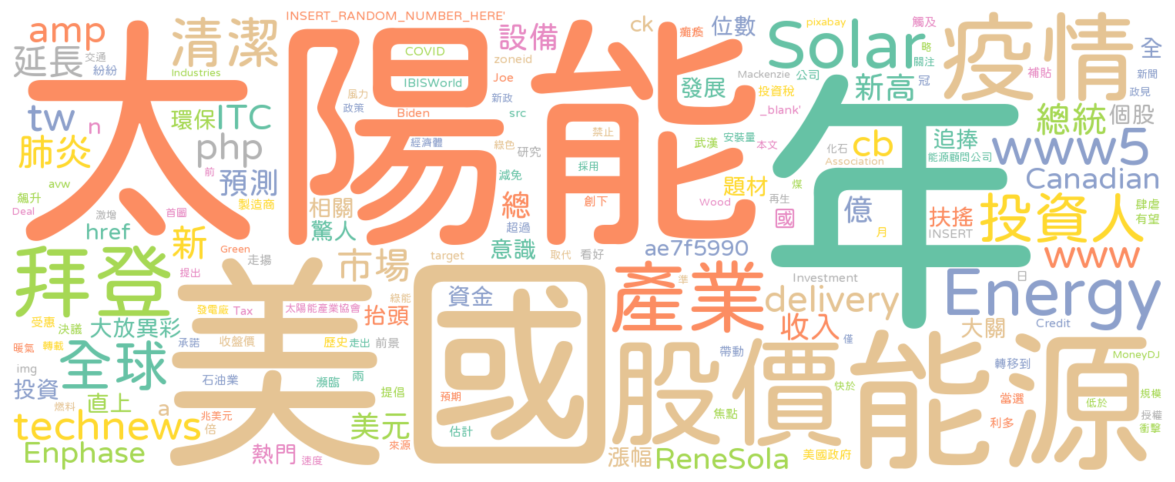 太陽能
年
美國
股價
能源
產業
拜登
疫情
投資人
全球
Energy
Solar
清潔
technews
www5
www
Canadian
delivery
收入
市場
美元
投資
新
php
tw
amp
延長
肺炎
預測
環保
ITC
n
INSERT_RANDOM_NUMBER_HERE'
COVID
IBISWorld
Joe
zoneid
設備
ck
癱瘓
位數
pixabay
略
關注
觸及
冠
補貼
全
新聞
政見
個股
總統
追捧
新高
發展
Mackenzie
公司
投資稅
_blank'
武漢
安裝量
本文
化石
Association
能源顧問公司
cb
煤
再生
題材
Wood
國
億
月
扶搖
INSERT
肆虐
有望
日
Investment
Credit
大關
轉移到
MoneyDJ
當選
利多
低於
規模
授權
衝擊
快於
僅
準
帶動
焦點
美國政府
ReneSola
漲幅
ae7f5990
意識
看好
取代
target
超過
總
創下
採用
禁止
減免
研究
綠色
src
新政
經濟體
Biden
政策
風力
Industries
交通
紛紛
前
製造商
首圖
相關
驚人
Green
走揚
激增
飆升
avw
Deal
href
提出
綠能
資金
抬頭
太陽能產業協會
Tax
發電廠
收盤價
歷史
走出
前景
承諾
大放異彩
決議
受惠
轉載
暖氣
img
石油業
瀕臨
兩
提倡
預期
估計
來源
燃料
直上
a
兆美元
倍
Enphase
熱門
速度